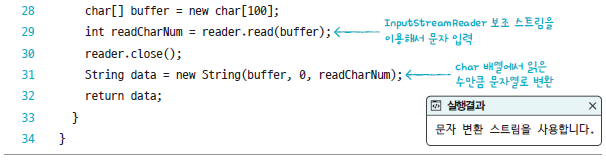 28 char[] buffer = new char[100];
29 int readCharNum = reader.read(buffer);
InputStreamReader 보조 스트림을
이용해서 문자 입력
30 reader.close();
31 String data = new String(buffer, 0, readCharNum);
char 배열에서 읽은
수만큼 문자열로 변환
32 return data;
33 }
34 }
실행결과
문자 변환 스트림을 사용합니다.